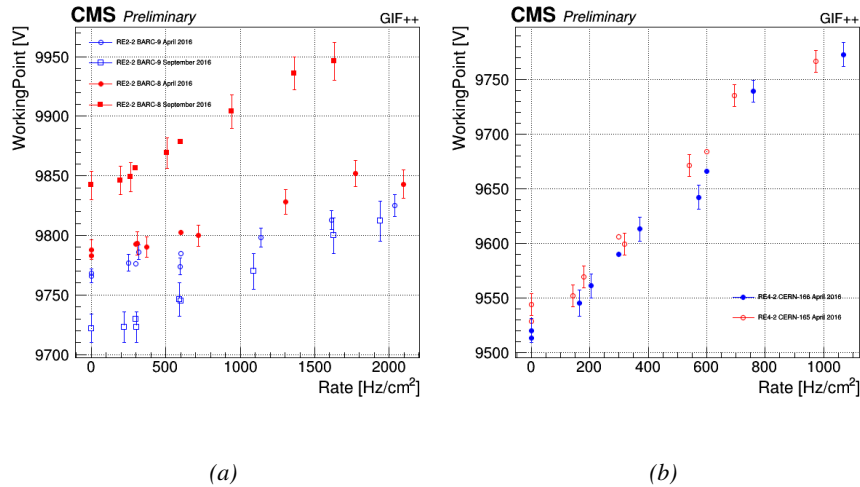 CMS Preliminary GIF++
WorkingPoint [V]
9950
9900
9850
9800
9750
9700
RE2-2 BARC-9 April 2016
RE2-2 BARC-9 September 2016
RE2-2 BARC-8 April 2016
RE2-2 BARC-8 September 2016
0 500 1000 1500 2000
Rate [Hz/cm²]
(a)
CMS Preliminary GIF++
WorkingPoint [V]
9750
9700
9650
9600
9550
9500
RE4-2 CERN-166 April 2016
RE4-2 CERN-165 April 2016
0 200 400 600 800 1000
Rate [Hz/cm²]
(b)